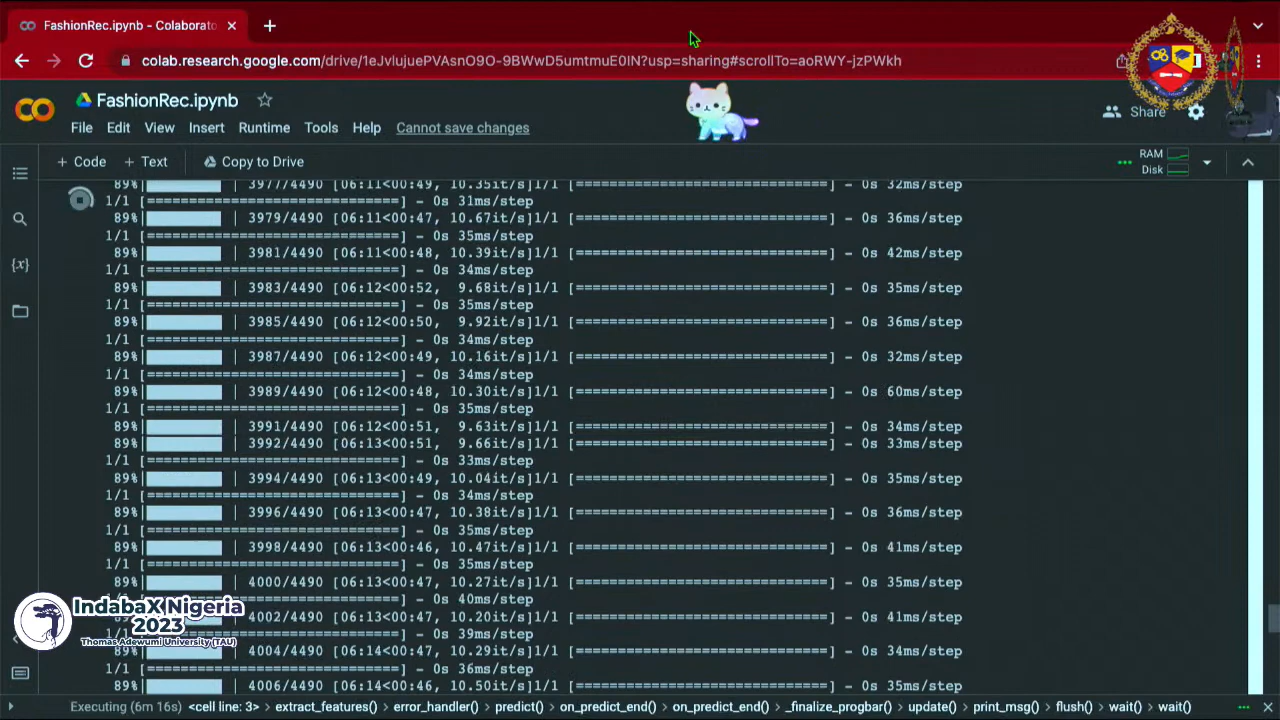 FashionRec.ipynb - Colaborato
colab.research.google.com/drive/1eJvlujuePVAsnO9O-9BWwD5umtmuE0IN?usp=sharing#scrollTo=aoRWY-jzPWkh
FashionRec.ipynb
File Edit View Insert Runtime Tools Help Cannot save changes
Share
+ Code + Text Copy to Drive
RAM
Disk
89%| | 3977/4490 [06:11<00:49, 10.35it/s]1/1 [==============================] - 0s 32ms/step
1/1 [==============================] - 0s 31ms/step
89%| | 3979/4490 [06:11<00:47, 10.67it/s]1/1 [==============================] - 0s 36ms/step
1/1 [==============================] - 0s 35ms/step
89%| | 3981/4490 [06:11<00:48, 10.39it/s]1/1 [==============================] - 0s 42ms/step
1/1 [==============================] - 0s 34ms/step
89%| | 3983/4490 [06:12<00:52, 9.68it/s]1/1 [==============================] - 0s 35ms/step
1/1 [==============================] - 0s 35ms/step
89%| | 3985/4490 [06:12<00:50, 9.92it/s]1/1 [==============================] - 0s 36ms/step
1/1 [==============================] - 0s 34ms/step
89%| | 3987/4490 [06:12<00:49, 10.16it/s]1/1 [==============================] - 0s 32ms/step
1/1 [==============================] - 0s 34ms/step
89%| | 3989/4490 [06:12<00:48, 10.30it/s]1/1 [==============================] - 0s 60ms/step
1/1 [==============================] - 0s 35ms/step
89%| | 3991/4490 [06:12<00:51, 9.63it/s]1/1 [==============================] - 0s 34ms/step
89%| | 3992/4490 [06:13<00:51, 9.66it/s]1/1 [==============================] - 0s 33ms/step
1/1 [==============================] - 0s 33ms/step
89%| | 3994/4490 [06:13<00:49, 10.04it/s]1/1 [==============================] - 0s 35ms/step
1/1 [==============================] - 0s 34ms/step
89%| | 3996/4490 [06:13<00:47, 10.38it/s]1/1 [==============================] - 0s 36ms/step
1/1 [==============================] - 0s 35ms/step
89%| | 3998/4490 [06:13<00:46, 10.47it/s]1/1 [==============================] - 0s 41ms/step
1/1 [==============================] - 0s 35ms/step
89%| | 4000/4490 [06:13<00:47, 10.27it/s]1/1 [==============================] - 0s 35ms/step
[==============================] - 0s 40ms/step
| 4002/4490 [06:13<00:47, 10.20it/s]1/1 [==============================] - 0s 41ms/step
==============================] - 0s 39ms/step
| 4004/4490 [06:14<00:47, 10.29it/s]1/1 [==============================] - 0s 34ms/step
1/1 [==============================] - 0s 36ms/step
89%| | 4006/4490 [06:14<00:46, 10.50it/s]1/1 [==============================] - 0s 35ms/step
IndabaX Nigeria
2023
Thomas Adewumi University (TAU)
Executing (6m 16s) <cell line: 3> extract_features() error_handler() predict() on_predict_end() on_predict_end() _finalize_progbar() update() print_msg() flush() wait() wait()